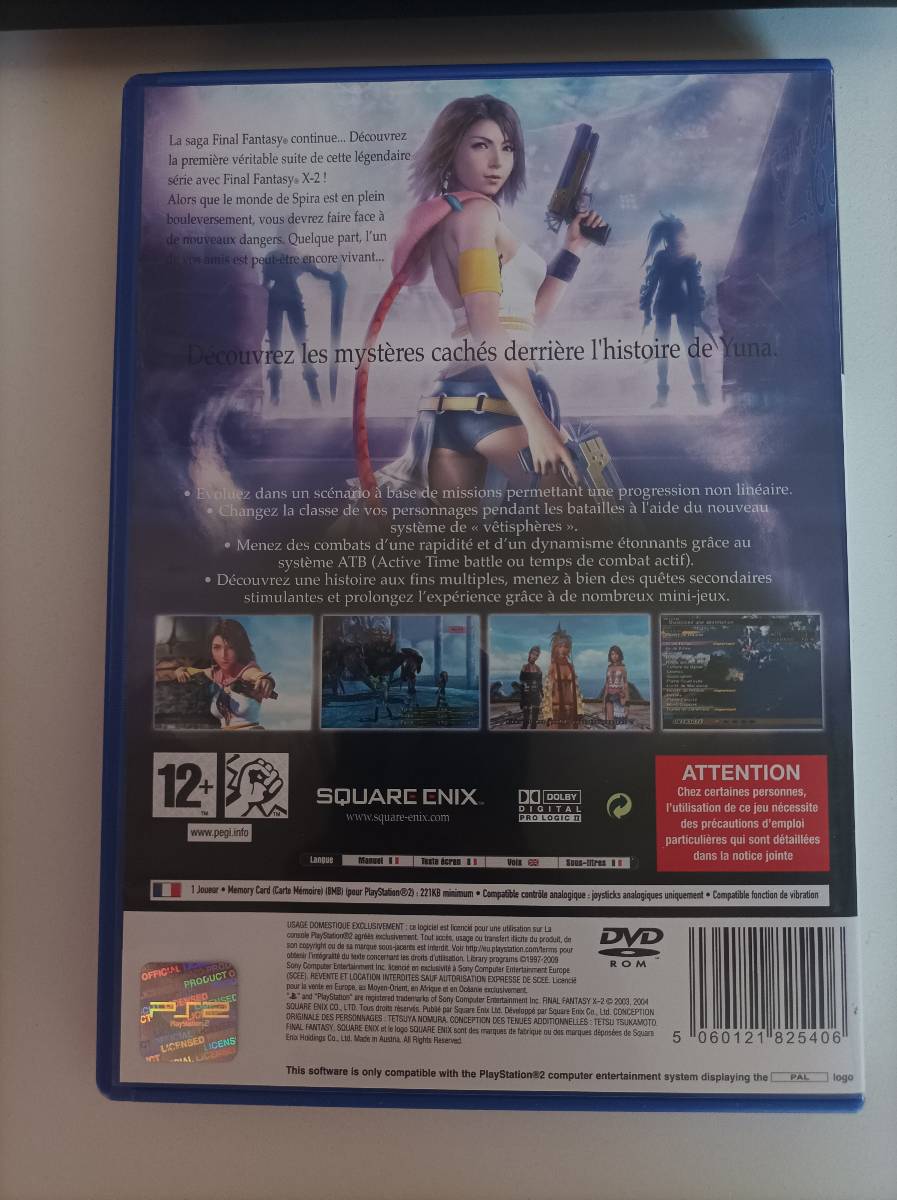 La saga Final Fantasy® continue... Découvrez
la première véritable suite de cette légendaire
série avec Final Fantasy® X-2 !
Alors que le monde de Spira est en plein
bouleversement, vous devrez faire face à
de nouveaux dangers. Quelque part, l'un
de vos amis est peut-être encore vivant...
Découvrez les mystères cachés derrière l'histoire de Yuna.
• Evoluez dans un scénario à base de missions permettant une progression non linéaire.
• Changez la classe de vos personnages pendant les batailles à l'aide du nouveau
système de « vêtisphères ».
• Menez des combats d'une rapidité et d'un dynamisme étonnants grâce au
système ATB (Active Time battle ou temps de combat actif).
• Découvrez une histoire aux fins multiples, menez à bien des quêtes secondaires
stimulantes et prolongez l'expérience grâce à de nombreux mini-jeux.
12+
™
™
www.pegi.info
SQUARE ENIX™
www.square-enix.com
DOLBY
DIGITAL
PRO LOGIC II
ATTENTION
Chez certaines personnes,
l'utilisation de ce jeu nécessite
des précautions d'emploi
particulières qui sont détaillées
dans la notice jointe
Langue Manuel Texte écran Voix Sous-titres
1 Joueur • Memory Card (Carte Mémoire) (8MB) (pour PlayStation®2) : 221KB minimum • Compatible contrôle analogique : joysticks analogiques uniquement • Compatible fonction de vibration
USAGE DOMESTIQUE EXCLUSIVEMENT : ce logiciel est licencié pour une utilisation sur La
console PlayStation®2 agréés exclusivement. Tout accès, usage ou transfert illicite du produit, de
son copyright ou de sa marque sous-jacents est interdit. Voir http://eu.playstation.com/terms pour
obtenir l'intégralité du texte concernant les droits d'utilisation. Library programs ©1997-2009
Sony Computer Entertainment Inc. licencié en exclusivité à Sony Computer Entertainment Europe
(SCEE). REVENTE ET LOCATION INTERDITES SAUF AUTORISATION EXPRESSE DE SCEE. Licencié
pour la vente en Europe, au Moyen-Orient, en Afrique et en Océanie exclusivement.
" " and "PlayStation" are registered trademarks of Sony Computer Entertainment Inc. FINAL FANTASY X-2 © 2003, 2004
SQUARE ENIX CO., LTD. Tous droits réservés. Publié par Square Enix Ltd. Développé par Square Enix Co., Ltd. CONCEPTION
ORIGINALE DES PERSONNAGES : TETSUYA NOMURA. CONCEPTION DES TENUES ADDITIONNELLES : TETSU TSUKAMOTO.
FINAL FANTASY, SQUARE ENIX et le logo SQUARE ENIX sont des marques de fabrique ou des marques déposées de Square
Enix Holdings Co., Ltd. Made in Austria. All Rights Reserved.
DVD
ROM
5 060121 825406
OFFICIAL
PRODUCT
PS2
PlayStation 2
LICENSED
This software is only compatible with the PlayStation®2 computer entertainment system displaying the PAL logo